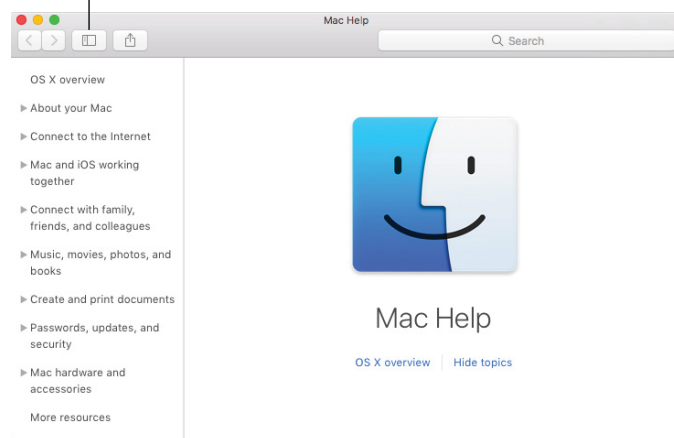 Mac Help
Search
OS X overview
About your Mac
Connect to the Internet
Mac and iOS working
together
Connect with family,
friends, and colleagues
Music, movies, photos, and
books
Create and print documents
Passwords, updates, and
security
Mac hardware and
accessories
More resources
Mac Help
OS X overview
Hide topics